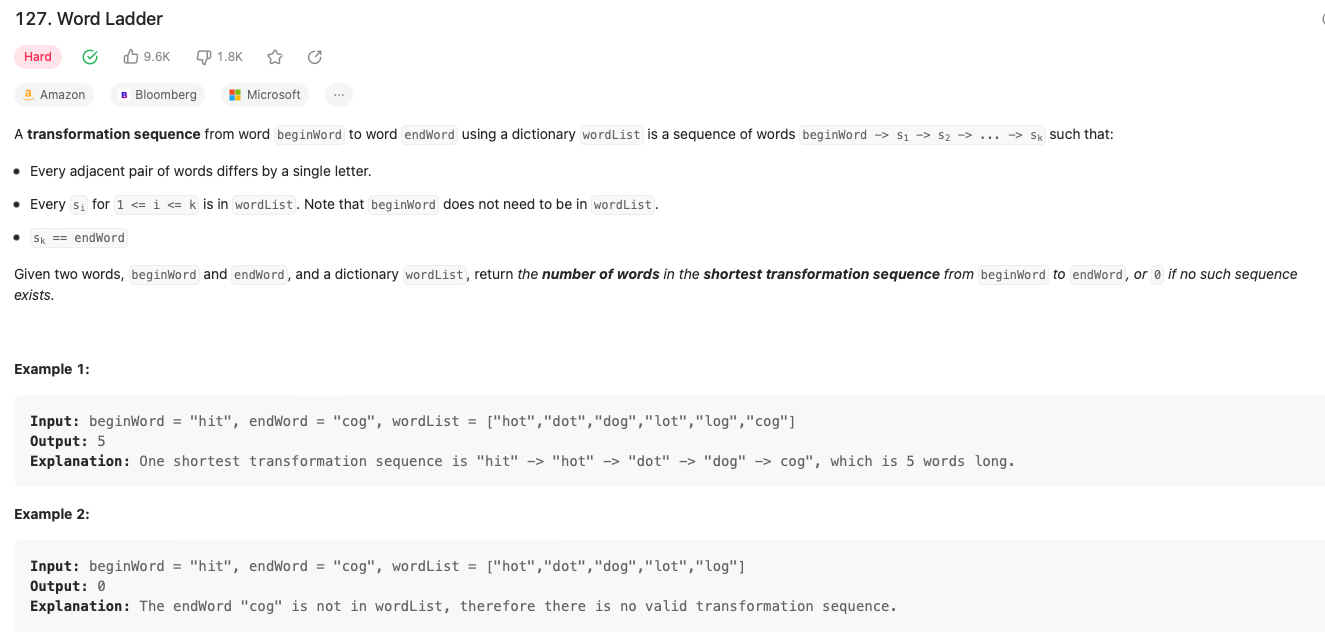 127. Word Ladder
Hard 9.6K 1.8K
Amazon Bloomberg Microsoft ...
A transformation sequence from word beginWord to word endWord using a dictionary wordList is a sequence of words beginWord -> s₁ -> s₂ -> ... -> sₖ such that:
• Every adjacent pair of words differs by a single letter.
• Every sᵢ for 1 <= i <= k is in wordList. Note that beginWord does not need to be in wordList.
• sₖ == endWord
Given two words, beginWord and endWord, and a dictionary wordList, return the number of words in the shortest transformation sequence from beginWord to endWord, or 0 if no such sequence
exists.
Example 1:
Input: beginWord = "hit", endWord = "cog", wordList = ["hot","dot","dog","lot","log","cog"]
Output: 5
Explanation: One shortest transformation sequence is "hit" -> "hot" -> "dot" -> "dog" -> cog", which is 5 words long.
Example 2:
Input: beginWord = "hit", endWord = "cog", wordList = ["hot","dot","dog","lot","log"]
Output: 0
Explanation: The endWord "cog" is not in wordList, therefore there is no valid transformation sequence.